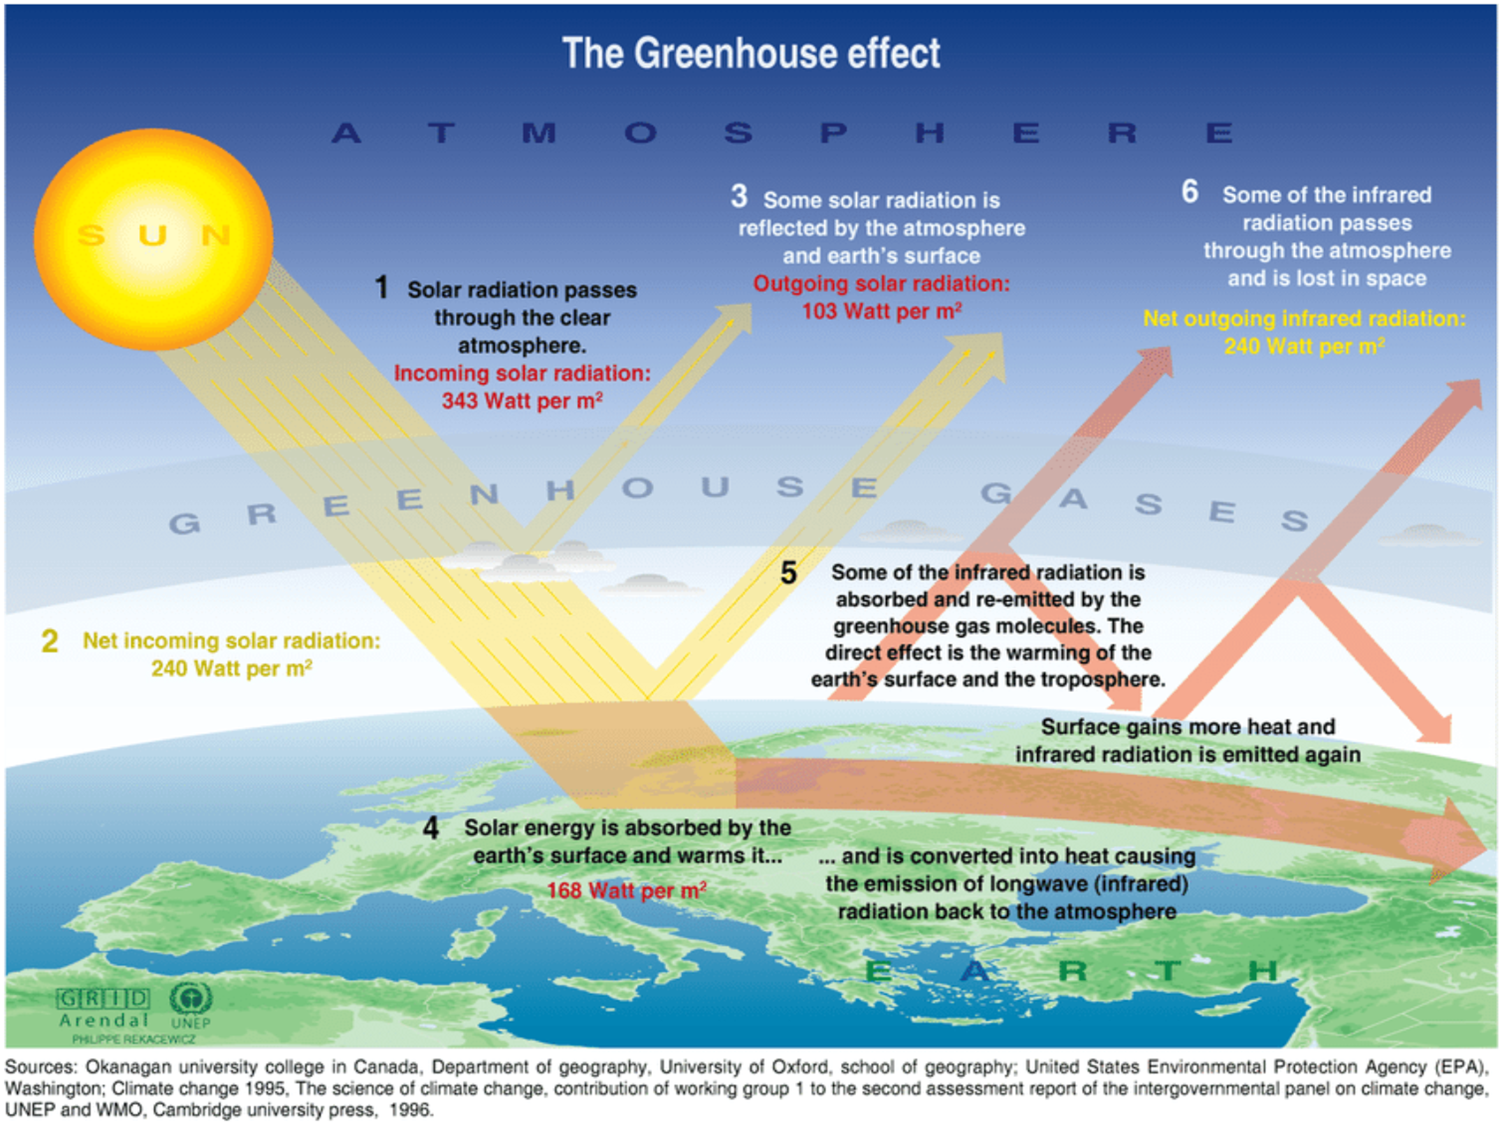 The Greenhouse effect
A T M O S P H E R E
S U N
1 Solar radiation passes
through the clear
atmosphere.
Incoming solar radiation:
343 Watt per m²
3 Some solar radiation is
reflected by the atmosphere
and earth's surface
Outgoing solar radiation:
103 Watt per m²
6 Some of the infrared
radiation passes
through the atmosphere
and is lost in space
Net outgoing infrared radiation:
240 Watt per m²
G R E E N H O U S E G A S E S
2 Net incoming solar radiation:
240 Watt per m²
5 Some of the infrared radiation is
absorbed and re-emitted by the
greenhouse gas molecules. The
direct effect is the warming of the
earth's surface and the troposphere.
Surface gains more heat and
infrared radiation is emitted again
4 Solar energy is absorbed by the
earth's surface and warms it...
168 Watt per m²
... and is converted into heat causing
the emission of longwave (infrared)
radiation back to the atmosphere
E A R T H
GRID
Arendal
UNEP
PHILIPPE REKACEWICZ
Sources: Okanagan university college in Canada, Department of geography, University of Oxford, school of geography; United States Environmental Protection Agency (EPA),
Washington; Climate change 1995, The science of climate change, contribution of working group 1 to the second assessment report of the intergovernmental panel on climate change,
UNEP and WMO, Cambridge university press, 1996.